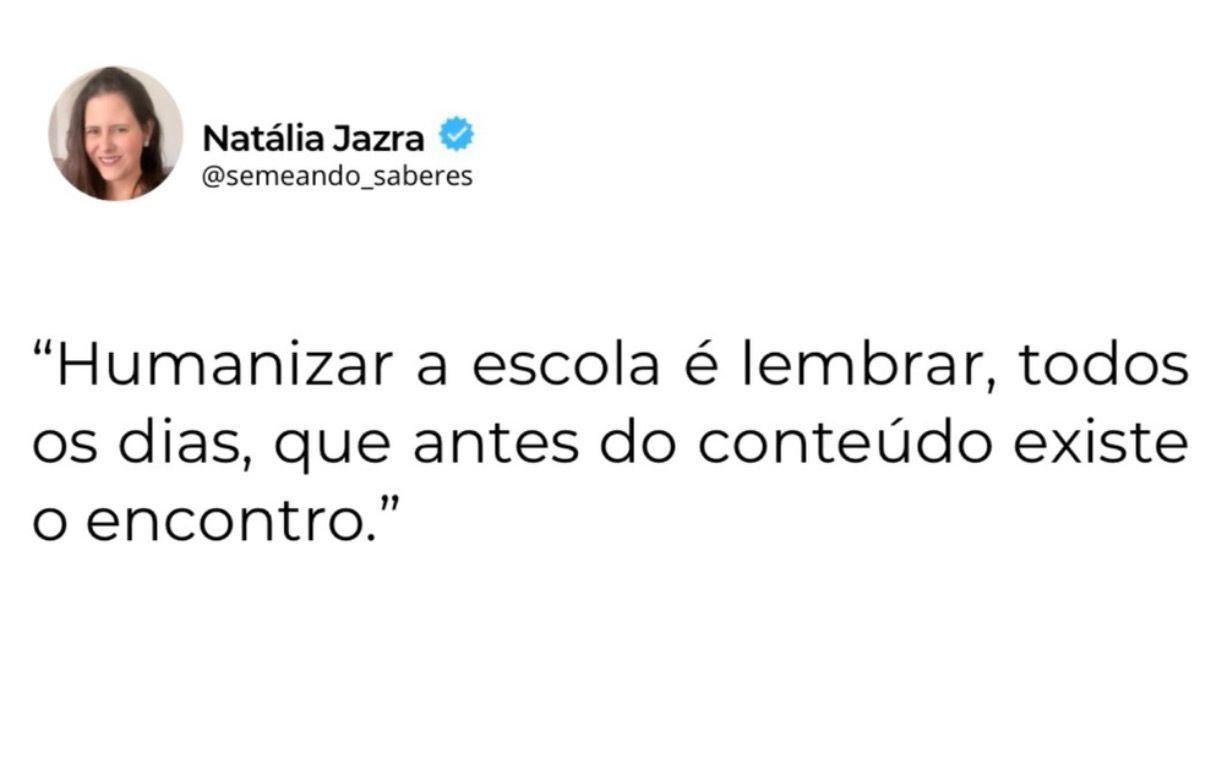 Natália Jazra
@semeando_saberes
“Humanizar a escola é lembrar, todos
os dias, que antes do conteúdo existe
o encontro.”